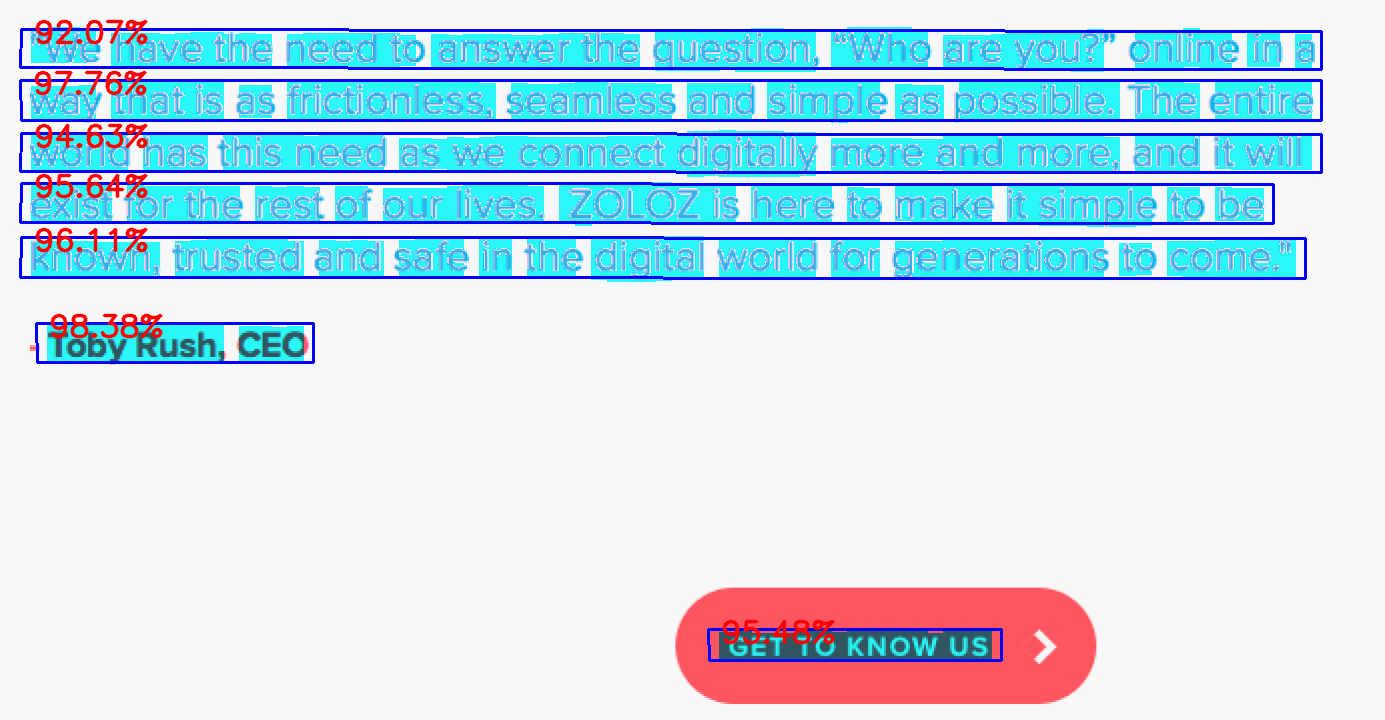 92.07%
"We have the need to answer the question, “Who are you?” online in a
97.76%
way that is as frictionless, seamless and simple as possible. The entire
94.63%
world has this need as we connect digitally more and more, and it will
95.64%
exist for the rest of our lives. ZOLOZ is here to make it simple to be
96.11%
known, trusted and safe in the digital world for generations to come."
98.38%
- Toby Rush, CEO
95.48%
GET TO KNOW US